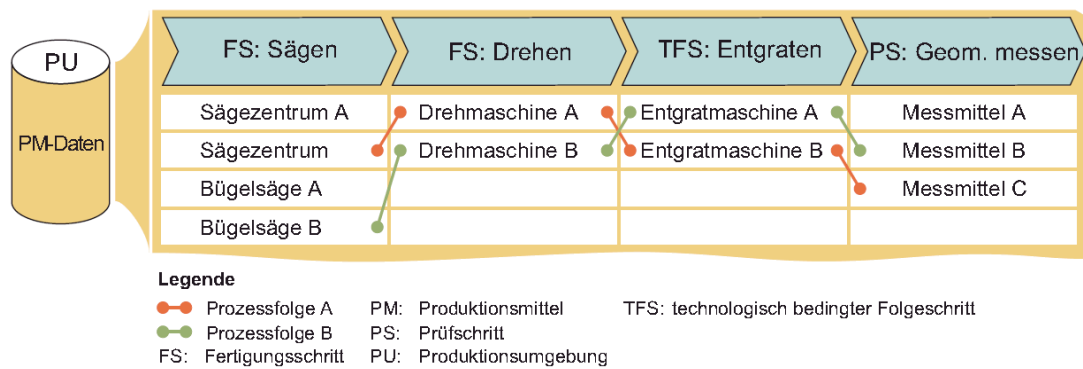 PU
PM-Daten
FS: Sägen FS: Drehen TFS: Entgraten PS: Geom. messen
Sägezentrum A Drehmaschine A Entgratmaschine A Messmittel A
Sägezentrum Drehmaschine B Entgratmaschine B Messmittel B
Bügelsäge A Messmittel C
Bügelsäge B
Legende
Prozessfolge A PM: Produktionsmittel TFS: technologisch bedingter Folgeschritt
Prozessfolge B PS: Prüfschritt
FS: Fertigungsschritt PU: Produktionsumgebung